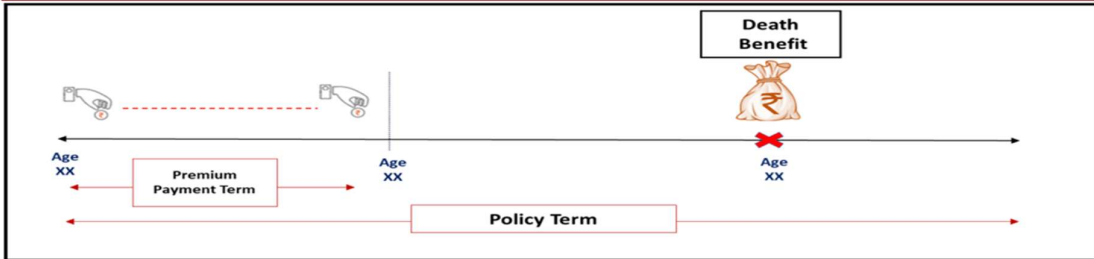 Death
Benefit
₹
Age
XX
Age
XX
Age
XX
Premium
Payment Term
Policy Term